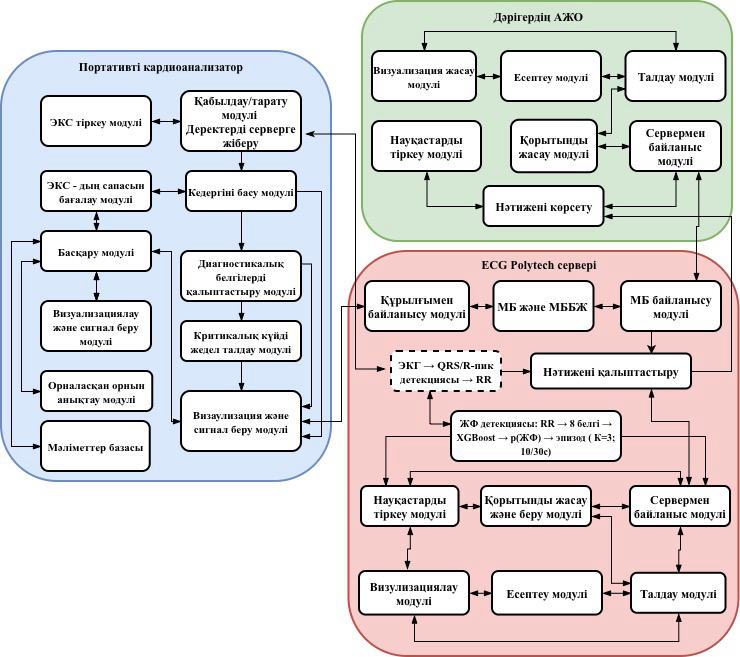 Портативті кардиоанализатор
ЭКС тіркеу модулі
Қабылдау/тарату
модулі
Деректерді серверге
жіберу
ЭКС - дың сапасын
бағалау модулі
Кедергіні басу модулі
Басқару модулі
Диагностикалық
белгілерді
қалыптастыру модулі
Визуализациялау
және сигнал беру
модулі
Критикалық күйді
жедел талдау модулі
Орналасқан орнын
анықтау модулі
Мәліметтер базасы
Визаулизация және
сигнал беру модулі
Дәрігердің АЖО
Визуализация жасау
модулі
Есептеу модулі
Талдау модулі
Науқастарды
тіркеу модулі
Қорытынды
жасау модулі
Сервермен
байланыс
модулі
Нәтижені көрсету
ECG Polytech сервері
Құрылғымен
байланысу модулі
МБ және МББЖ
МБ байланысу
модулі
ЭКГ → QRS/R-пик
детекциясы → RR
Нәтижені қалыптастыру
ЖФ детекциясы: RR → 8 белгі →
XGBoost → p(ЖФ) → эпизод ( K=3;
10/30с)
Науқастарды
тіркеу модулі
Қорытынды жасау
және беру модулі
Сервермен
байланыс модулі
Визулизациялау
модулі
Есептеу модулі
Талдау модулі